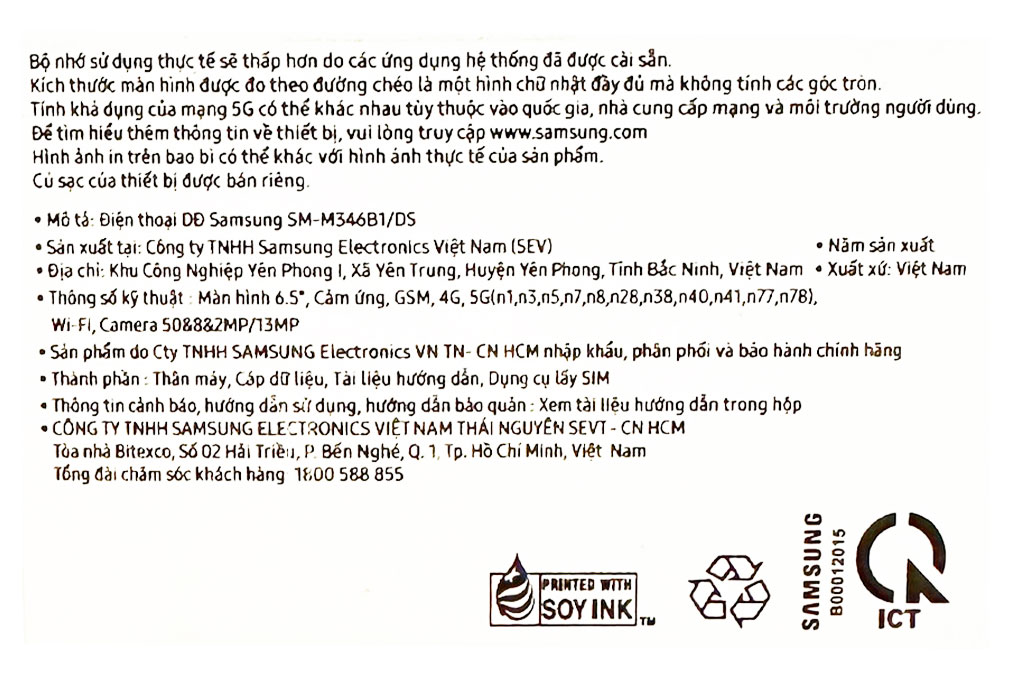 Bộ nhớ sử dụng thực tế sẽ thấp hơn do các ứng dụng hệ thống đã được cài sẵn.
Kích thước màn hình được đo theo đường chéo là một hình chữ nhật đầy đủ mà không tính các góc tròn.
Tính khả dụng của mạng 5G có thể khác nhau tùy thuộc vào quốc gia, nhà cung cấp mạng và môi trường người dùng.
Để tìm hiểu thêm thông tin về thiết bị, vui lòng truy cập www.samsung.com
Hình ảnh in trên bao bì có thể khác với hình ảnh thực tế của sản phẩm.
Củ sạc của thiết bị được bán riêng.
• Mô tả: Điện thoại DĐ Samsung SM-M346B1/DS
• Sản xuất tại: Công ty TNHH Samsung Electronics Việt Nam (SEV) • Năm sản xuất
• Địa chỉ: Khu Công Nghiệp Yên Phong I, Xã Yên Trung, Huyện Yên Phong, Tỉnh Bắc Ninh, Việt Nam • Xuất xứ: Việt Nam
• Thông số kỹ thuật : Màn hình 6.5", Cảm ứng, GSM, 4G, 5G(n1,n3,n5,n7,n8,n28,n38,n40,n41,n77,n78),
Wi-Fi, Camera 50&8&2MP/13MP
• Sản phẩm do Cty TNHH SAMSUNG Electronics VN TN- CN HCM nhập khẩu, phân phối và bảo hành chính hãng
• Thành phần : Thân máy, Cáp dữ liệu, Tài liệu hướng dẫn, Dụng cụ lấy SIM
• Thông tin cảnh báo, hướng dẫn sử dụng, hướng dẫn bảo quản : Xem tài liệu hướng dẫn trong hộp
• CÔNG TY TNHH SAMSUNG ELECTRONICS VIỆT NAM THÁI NGUYÊN SEVT - CN HCM
Tòa nhà Bitexco, Số 02 Hải Triều, P. Bến Nghé, Q. 1, Tp. Hồ Chí Minh, Việt Nam
Tổng đài chăm sóc khách hàng 1800 588 855
PRINTED WITH
SOY INK TM
SAMSUNG
B00012015
ICT